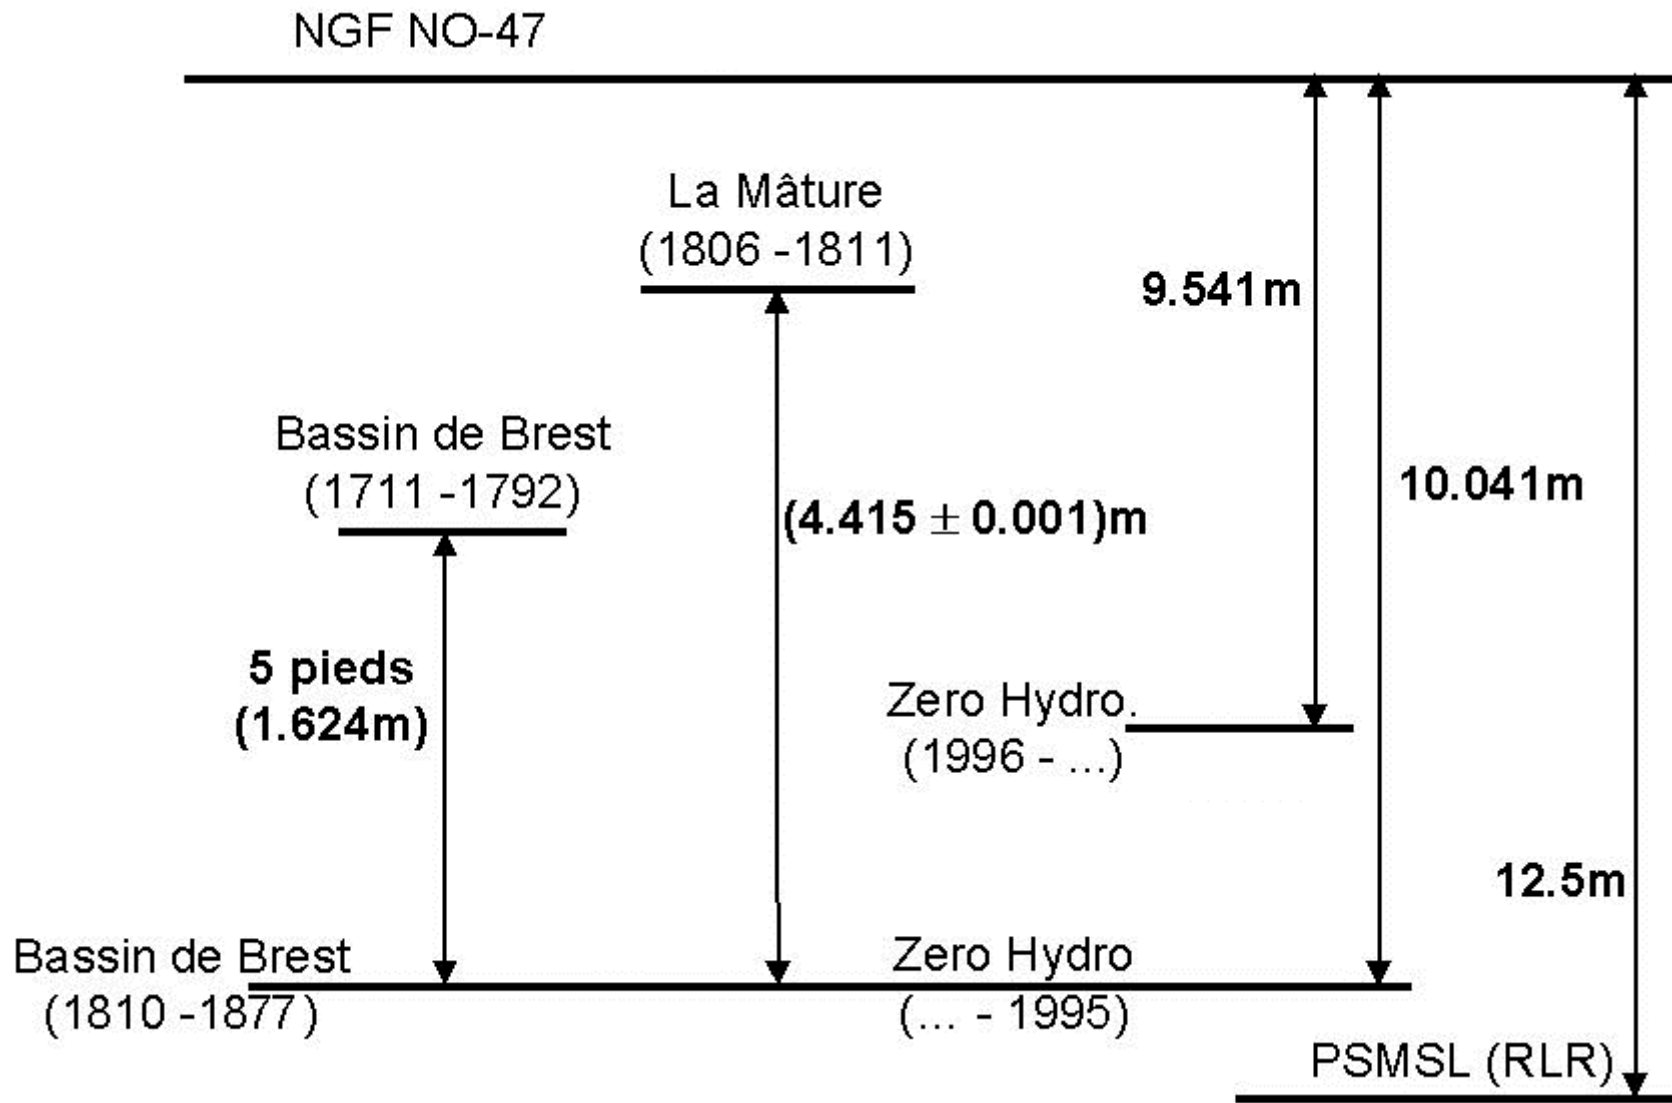 NGF NO-47
La Mâture
(1806 -1811)
9.541m
Bassin de Brest
(1711 -1792)
10.041m
(4.415 ± 0.001)m
5 pieds
(1.624m)
Zero Hydro.
(1996 - ...)
12.5m
Bassin de Brest
(1810 -1877)
Zero Hydro
(... - 1995)
PSMSL (RLR)